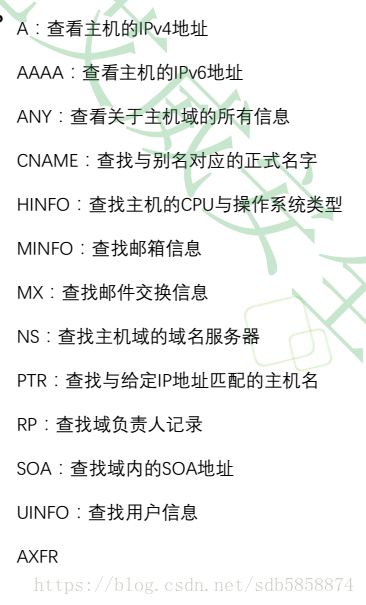 A：查看主机的IPv4地址
AAAA：查看主机的IPv6地址
ANY：查看关于主机域的所有信息
CNAME：查找与别名对应的正式名字
HINFO：查找主机的CPU与操作系统类型
MINFO：查找邮箱信息
MX：查找邮件交换信息
NS：查找主机域的域名服务器
PTR：查找与给定IP地址匹配的主机名
RP：查找域负责人记录
SOA：查找域内的SOA地址
UINFO：查找用户信息
AXFR
https://blog.csdn.net/sdb5858874